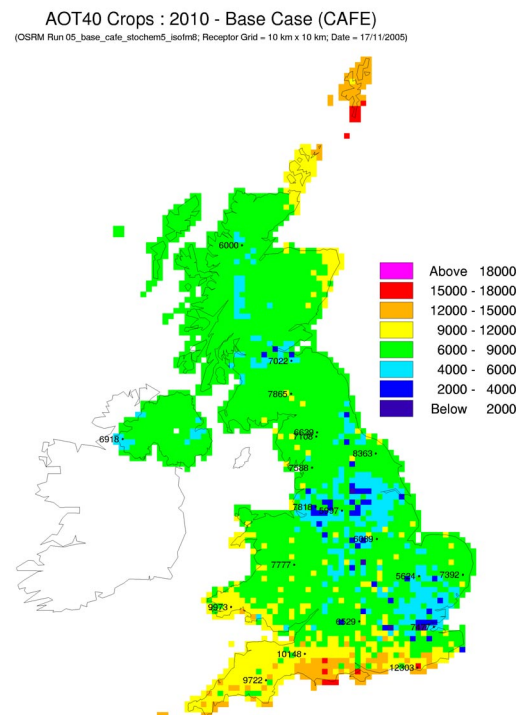 AOT40 Crops : 2010 - Base Case (CAFE)
(OSRM Run 05_base_cafe_stochem5_isofm8; Receptor Grid = 10 km x 10 km; Date = 17/11/2005)
6000
Above 18000
15000 - 18000
12000 - 15000
9000 - 12000
6000 - 9000
4000 - 6000
2000 - 4000
Below 2000
7022
7865
6918
6639
7108
8363
7588
7818
6089
7777
5624
7392
9973
6529
10148
12303
9722